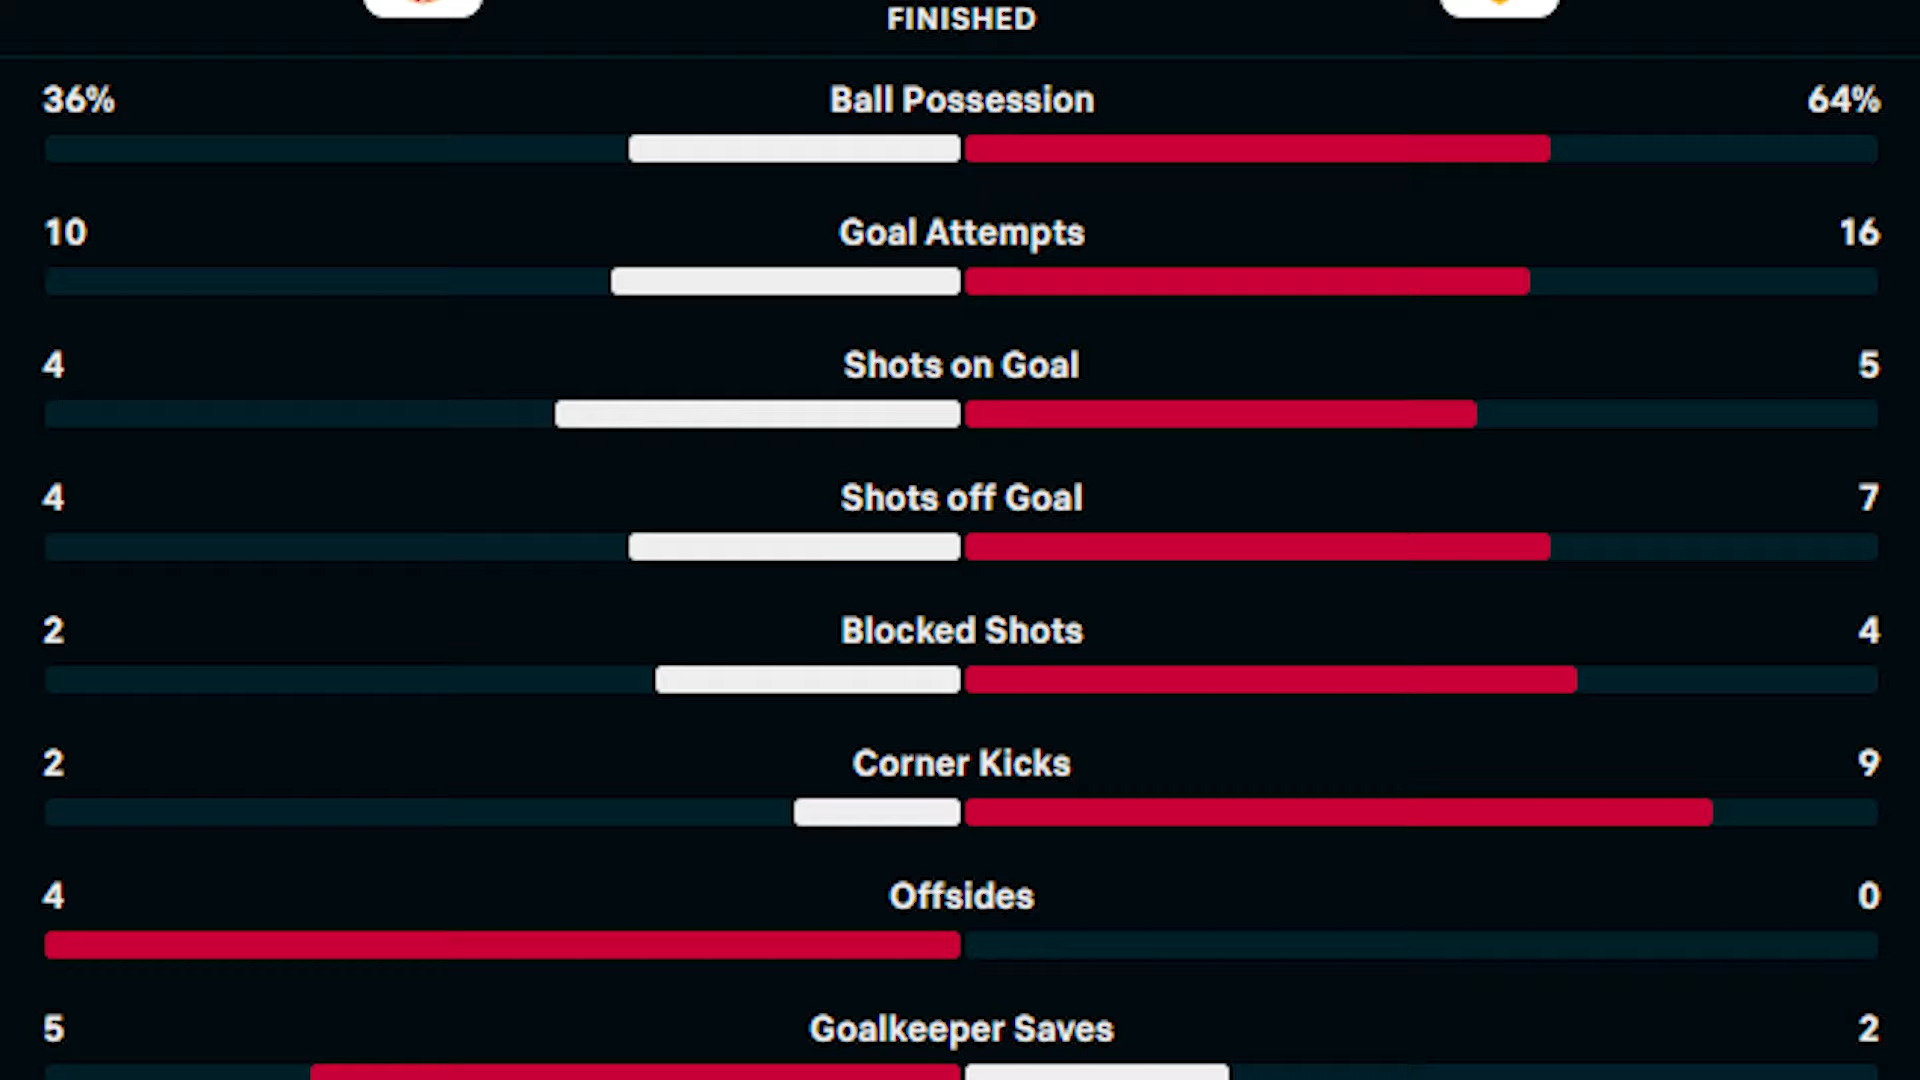 FINISHED
36% Ball Possession 64%
10 Goal Attempts 16
4 Shots on Goal 5
4 Shots off Goal 7
2 Blocked Shots 4
2 Corner Kicks 9
4 Offsides 0
5 Goalkeeper Saves 2